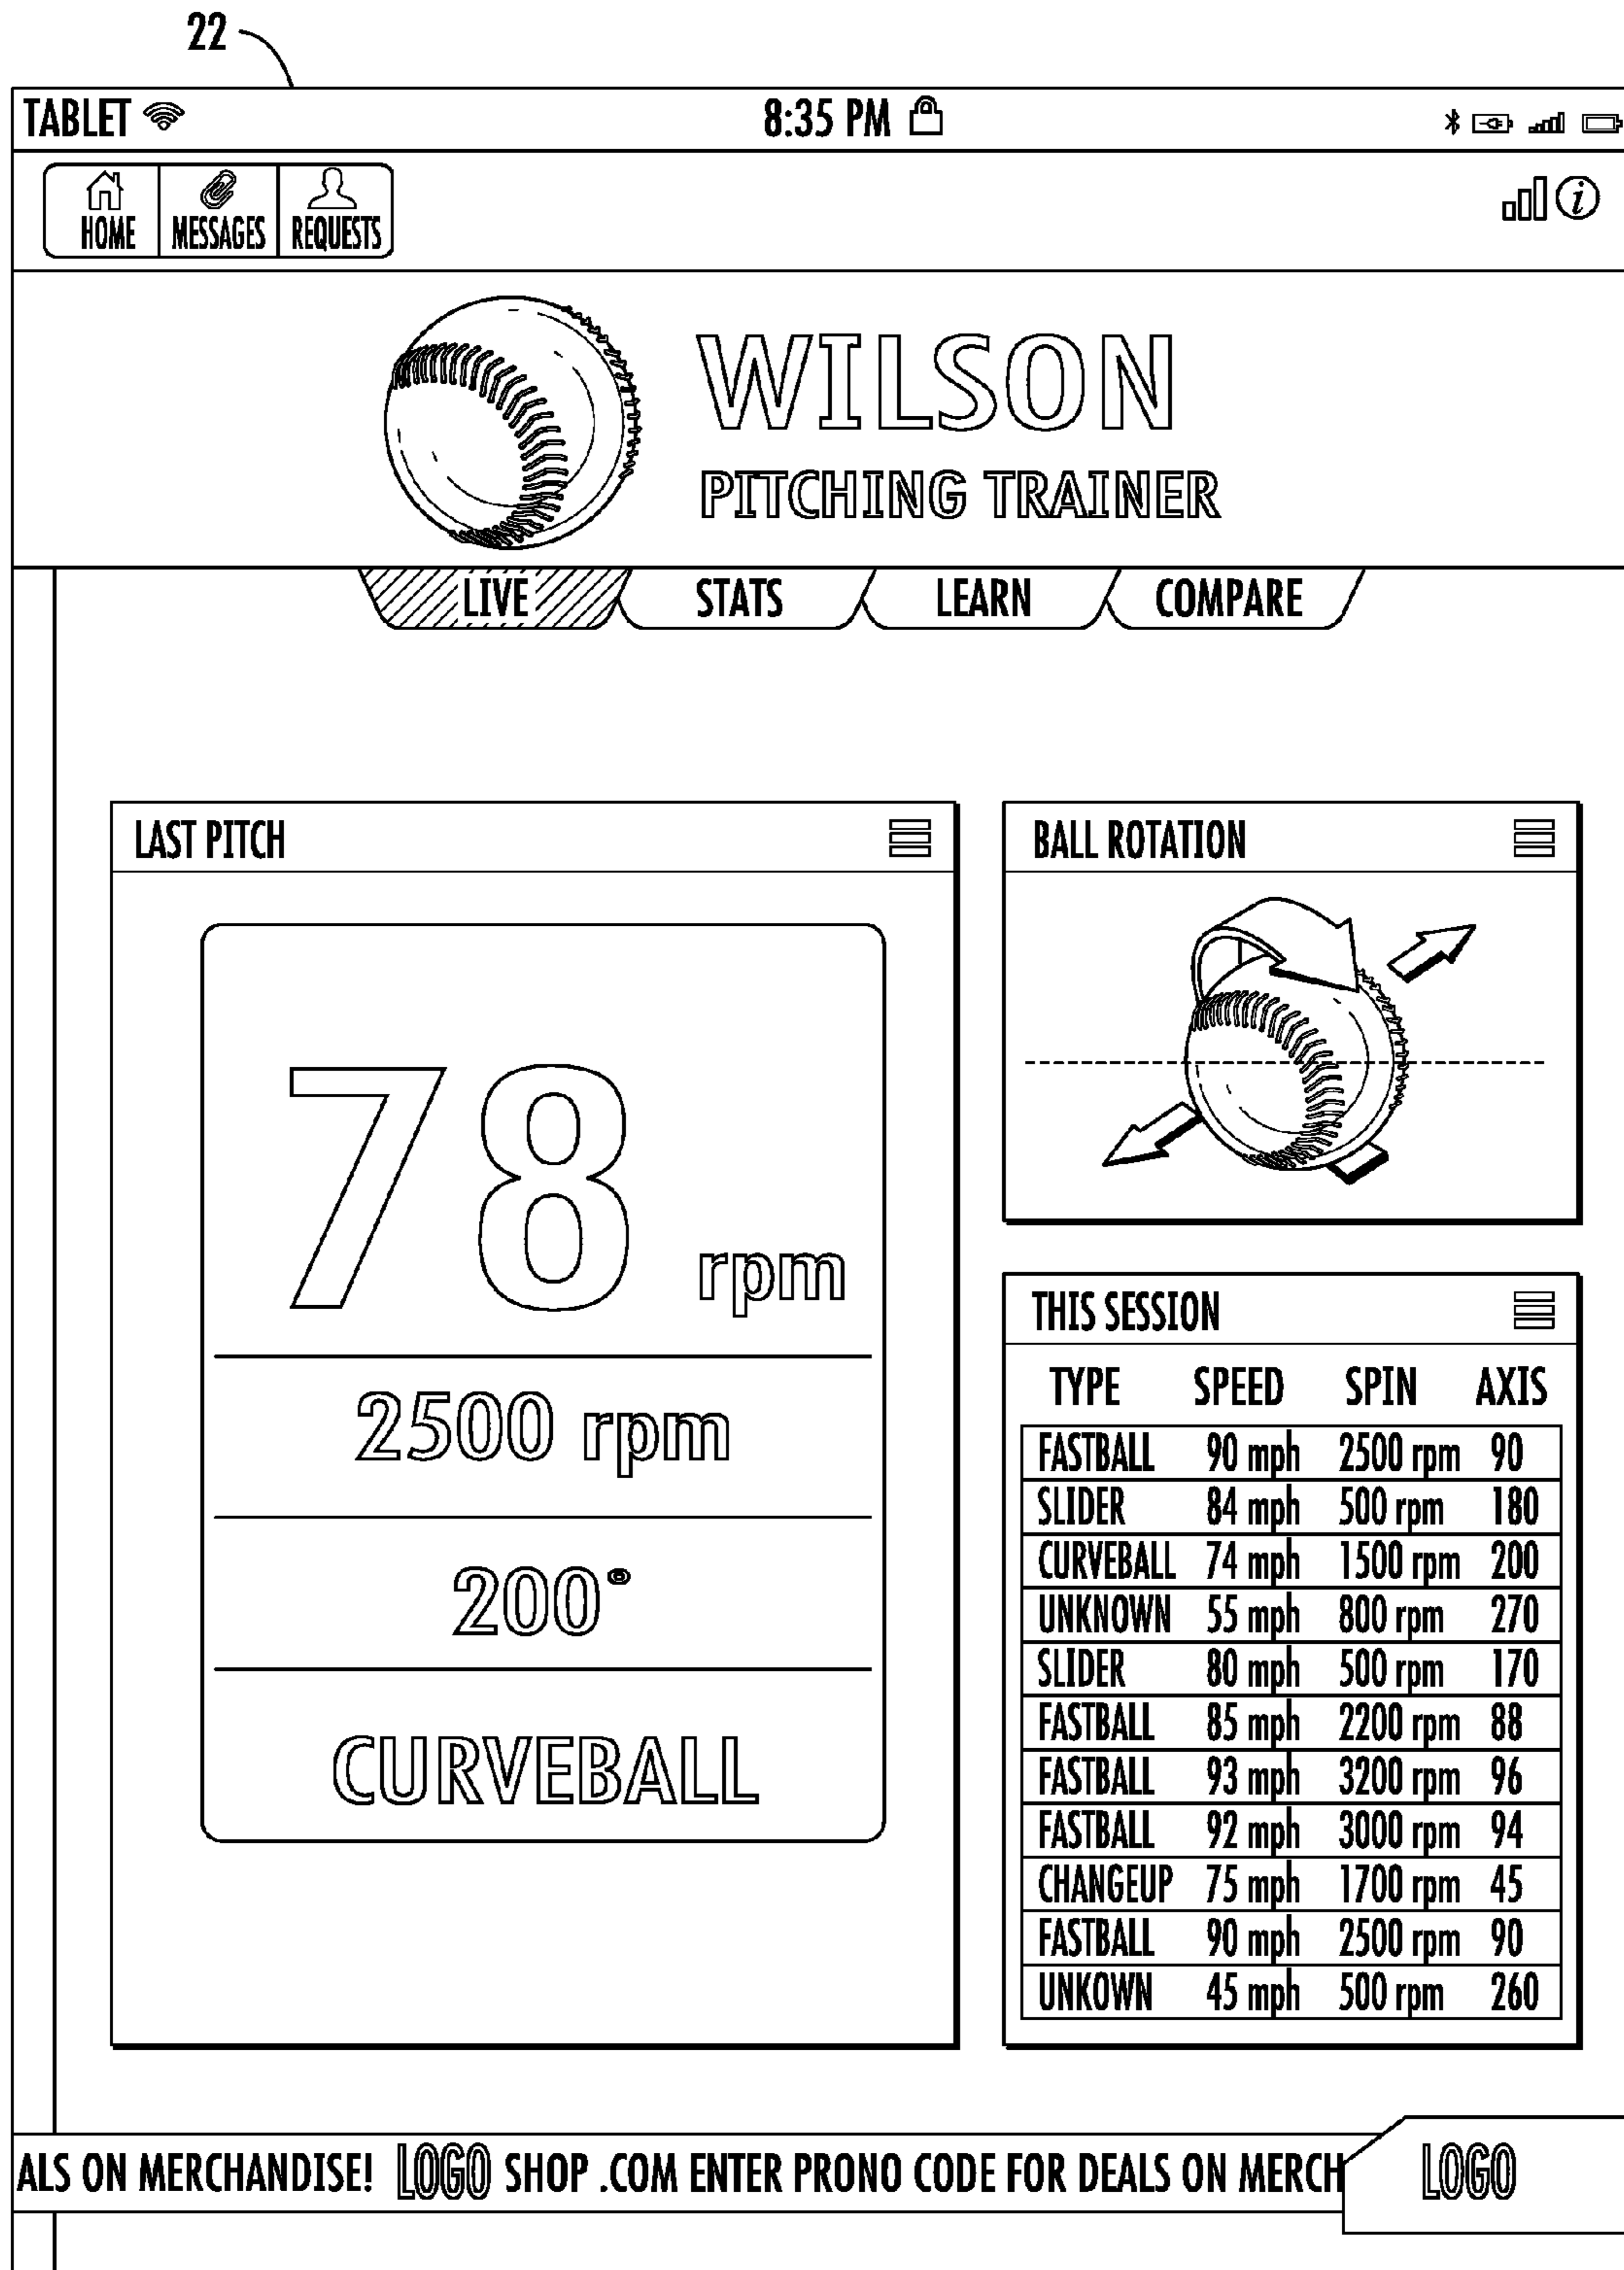 22
TABLET 8:35 PM
HOME MESSAGES REQUESTS
i
WILSON
PITCHING TRAINER
LIVE STATS LEARN COMPARE
LAST PITCH
78 rpm
2500 rpm
200°
CURVEBALL
BALL ROTATION
THIS SESSION
TYPE SPEED SPIN AXIS
FASTBALL 90 mph 2500 rpm 90
SLIDER 84 mph 500 rpm 180
CURVEBALL 74 mph 1500 rpm 200
UNKNOWN 55 mph 800 rpm 270
SLIDER 80 mph 500 rpm 170
FASTBALL 85 mph 2200 rpm 88
FASTBALL 93 mph 3200 rpm 96
FASTBALL 92 mph 3000 rpm 94
CHANGEUP 75 mph 1700 rpm 45
FASTBALL 90 mph 2500 rpm 90
UNKOWN 45 mph 500 rpm 260
ALS ON MERCHANDISE! LOGO SHOP .COM ENTER PRONO CODE FOR DEALS ON MERCH LOGO